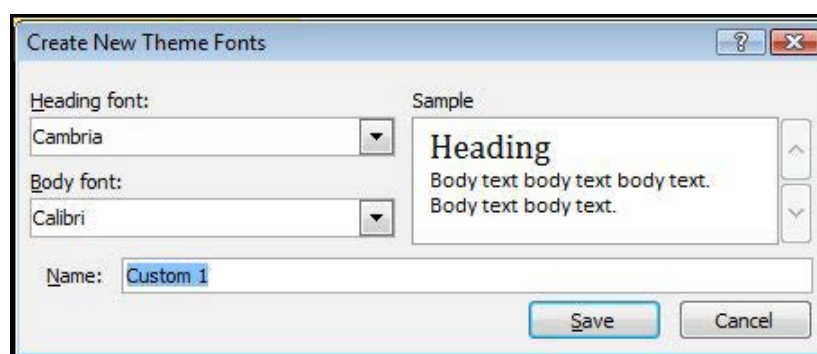 Create New Theme Fonts
Heading font:
Cambria
Body font:
Calibri
Sample
Heading
Body text body text body text.
Body text body text.
Name: Custom 1
Save Cancel